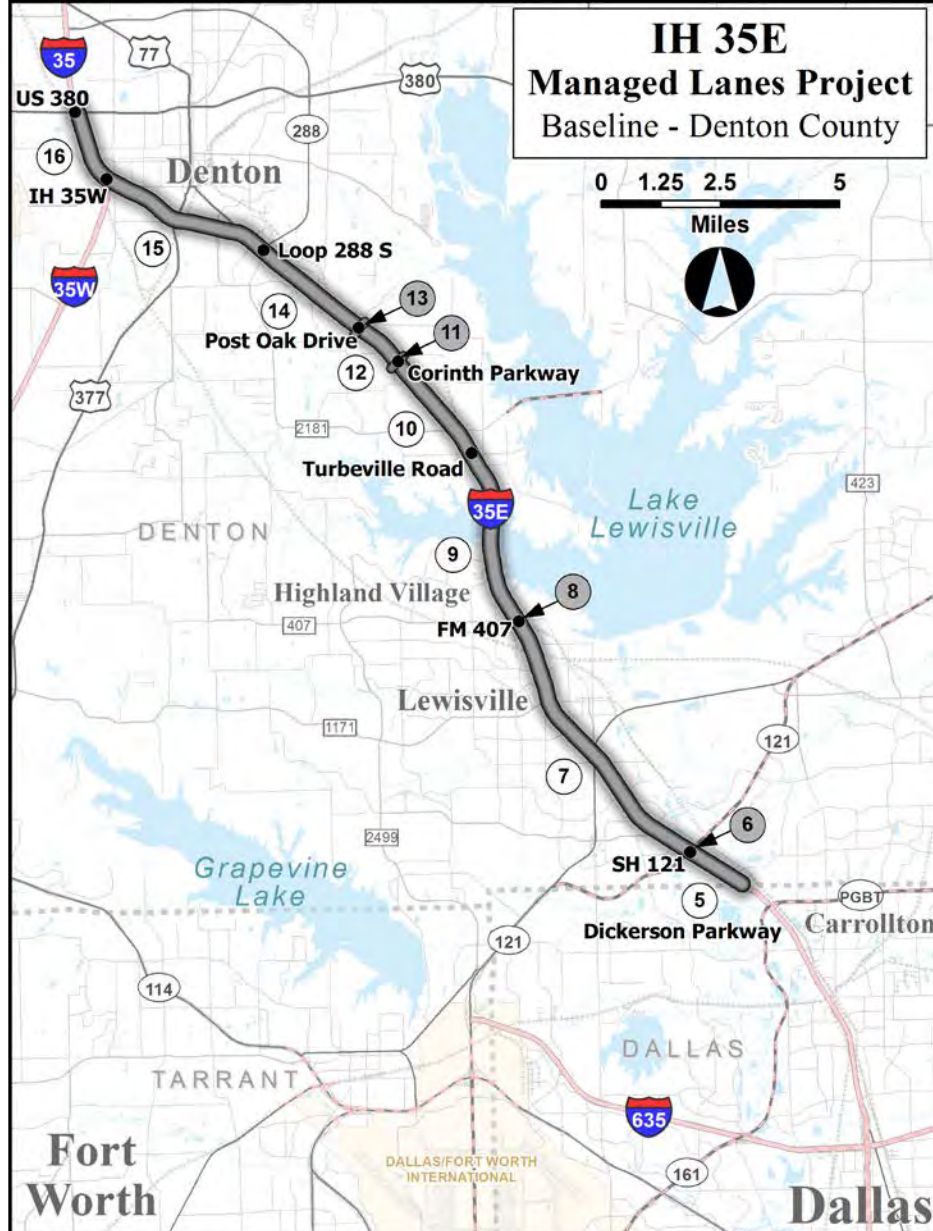 IH 35E
Managed Lanes Project
Baseline - Denton County
0 1.25 2.5 5
Miles
35
77
380
US 380
288
16
Denton
IH 35W
15
Loop 288 S
35W
14
13
Post Oak Drive
11
12
Corinth Parkway
377
2181
10
Turbeville Road
423
35E
Lake
Lewisville
DENTON
9
Highland Village
8
407
FM 407
Lewisville
1171
121
7
2499
6
Grapevine
Lake
SH 121
5
PGBT
Dickerson Parkway
Carrollton
121
114
DALLAS
TARRANT
635
Fort
Worth
DALLAS/FORT WORTH
INTERNATIONAL
161
Dallas